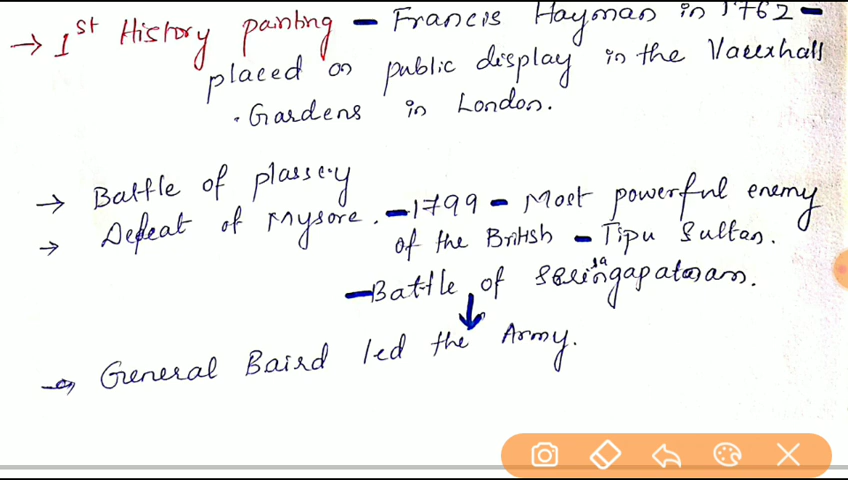 → 1st History painting - Francis Hayman in 1762 -
placed on public display in the Vauxhall
Gardens in London.
→ Battle of plassey
→ Defeat of Mysore. - 1799 - Most powerful enemy
of the British - Tipu Sultan.
- Battle of Seringapatam.
→ General Baird led the Army.